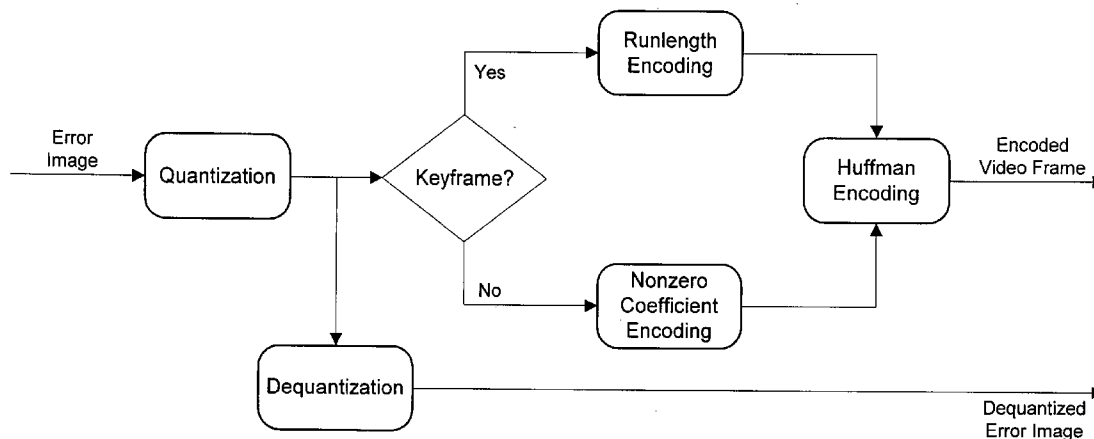 Runlength
Encoding
Yes
Error
Image
Quantization
Keyframe?
Huffman
Encoding
Encoded
Video Frame
No
Nonzero
Coefficient
Encoding
Dequantization
Dequantized
Error Image